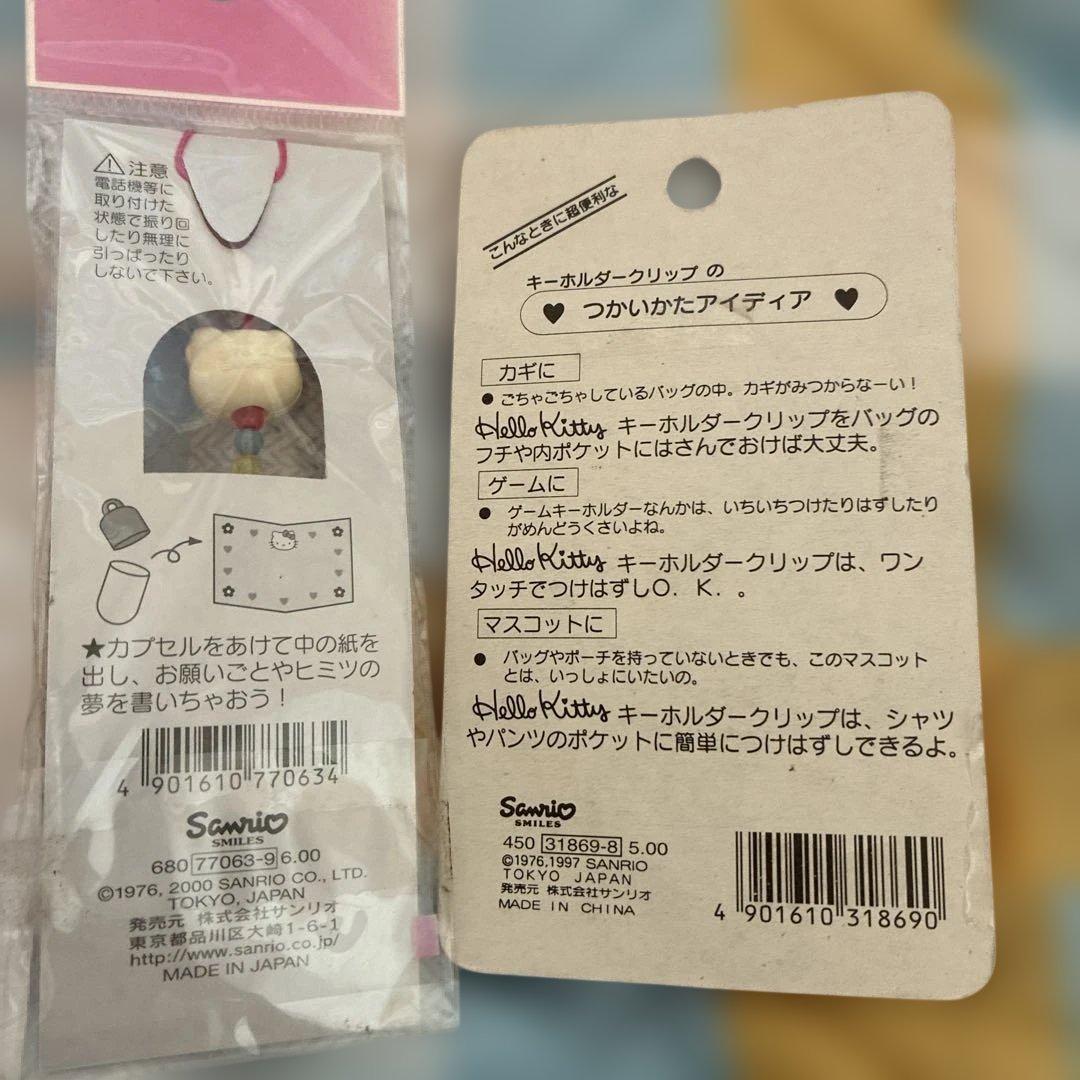 ⚠注意
電話機等に
取り付けた
状態で振り回
したり無理に
引っぱったり
しないで下さい。
★カプセルをあけて中の紙を
出し、お願いごとやヒミツの
夢を書いちゃおう！
4 901610 770634
Sanrio
SMILES
680 77063-9 6.00
©1976, 2000 SANRIO CO., LTD.
TOKYO, JAPAN
発売元 株式会社サンリオ
東京都品川区大崎1-6-1
http://www.sanrio.co.jp/
MADE IN JAPAN
こんなときに超便利な
キーホルダークリップ の
♥ つかいかたアイディア ♥
カギに
● ごちゃごちゃしているバッグの中。カギがみつからなーい！
Hello Kitty キーホルダークリップをバッグの
フチや内ポケットにはさんでおけば大丈夫。
ゲームに
● ゲームキーホルダーなんかは、いちいちつけたりはずしたり
がめんどうくさいよね。
Hello Kitty キーホルダークリップは、ワン
タッチでつけはずしO. K. 。
マスコットに
● バッグやポーチを持っていないときでも、このマスコット
とは、いっしょにいたいの。
Hello Kitty キーホルダークリップは、シャツ
やパンツのポケットに簡単につけはずしできるよ。
Sanrio
SMILES
450 31869-8 5.00
©1976,1997 SANRIO
TOKYO JAPAN
発売元 株式会社サンリオ
MADE IN CHINA
4 901610 318690